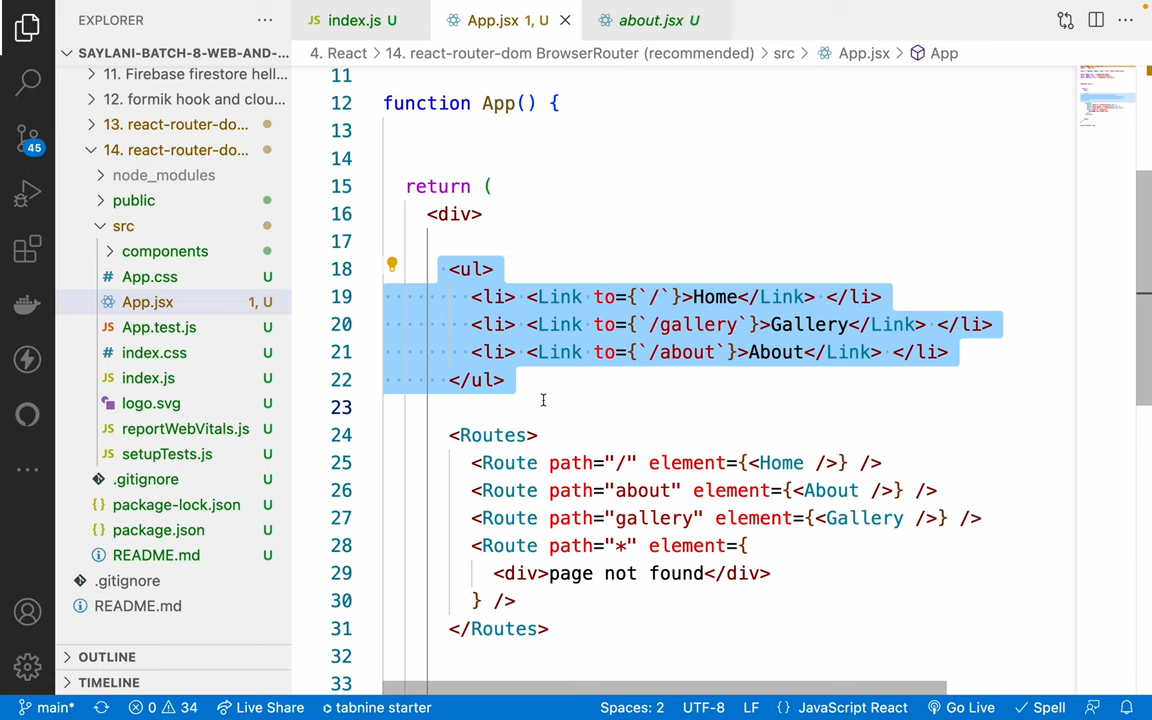 EXPLORER
index.js U
App.jsx 1, U
about.jsx U
SAYLANI-BATCH-8-WEB-AND-...
4. React > 14. react-router-dom BrowserRouter (recommended) > src > App.jsx > App
11. Firebase firestore hell...
12. formik hook and clou...
13. react-router-do...
14. react-router-do...
node_modules
public
src
components
App.css U
App.jsx 1, U
App.test.js U
index.css U
index.js U
logo.svg U
reportWebVitals.js U
setupTests.js U
.gitignore U
package-lock.json U
package.json U
README.md U
.gitignore
README.md
OUTLINE
TIMELINE
45
11
12 function App() {
13
14
15 return (
16 <div>
17
18 <ul>
19 <li> <Link to={`/`}>Home</Link> </li>
20 <li> <Link to={`/gallery`}>Gallery</Link> </li>
21 <li> <Link to={`/about`}>About</Link> </li>
22 </ul>
23
24 <Routes>
25 <Route path="/" element={<Home />} />
26 <Route path="about" element={<About />} />
27 <Route path="gallery" element={<Gallery />} />
28 <Route path="*" element={
29 <div>page not found</div>
30 } />
31 </Routes>
32
33
main* 0 34 Live Share tabnine starter Spaces: 2 UTF-8 LF {} JavaScript React Go Live Spell